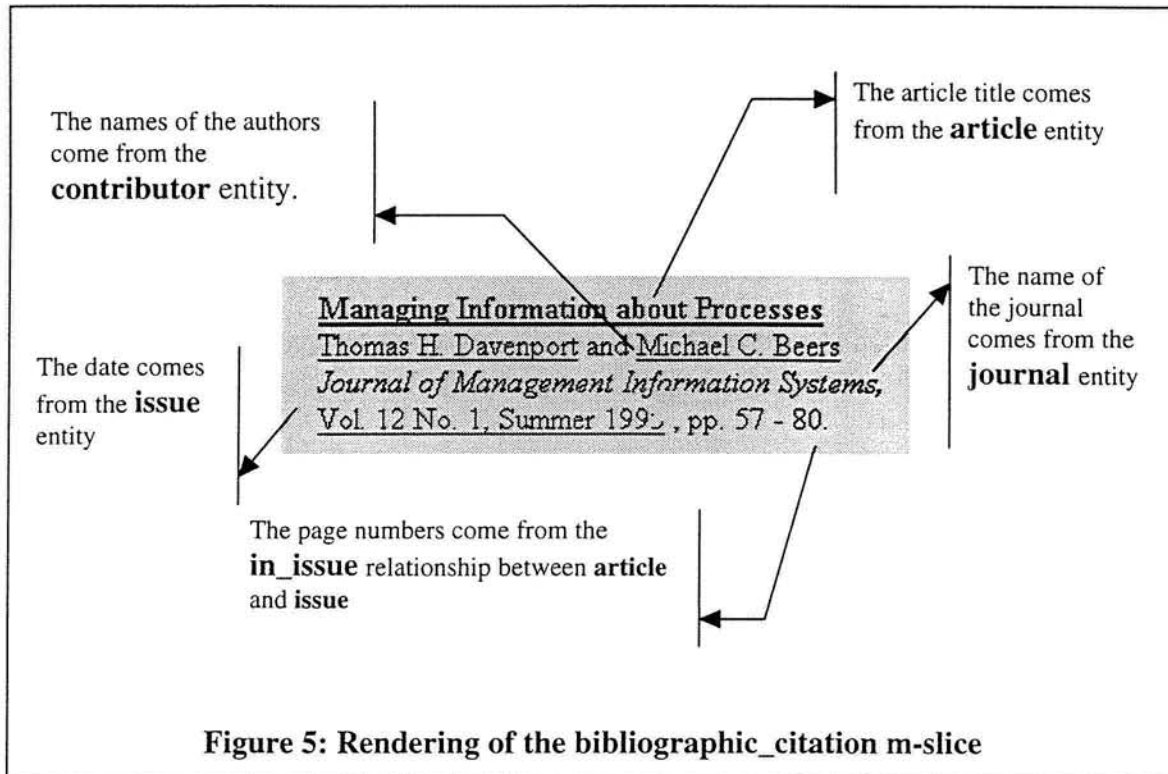 The names of the authors
come from the
contributor entity.
The article title comes
from the article entity
The name of
the journal
comes from the
journal entity
Managing Information about Processes
Thomas H. Davenport and Michael C. Beers
Journal of Management Information Systems,
Vol. 12 No. 1, Summer , pp. 57 - 80.
The date comes
from the issue
entity
The page numbers come from the
in_issue relationship between article
and issue
Figure 5: Rendering of the bibliographic_citation m-slice